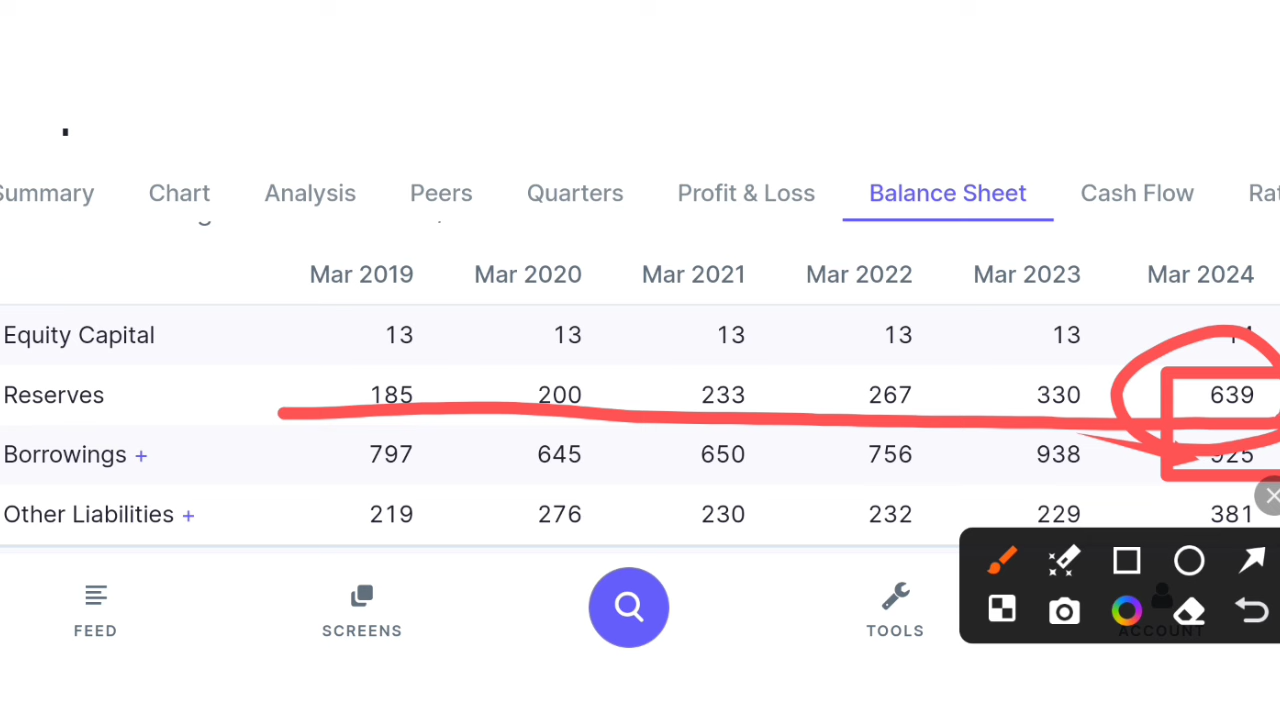 Summary Chart Analysis Peers Quarters Profit & Loss Balance Sheet Cash Flow
Mar 2019 Mar 2020 Mar 2021 Mar 2022 Mar 2023 Mar 2024
Equity Capital 13 13 13 13 13
Reserves 185 200 233 267 330 639
Borrowings + 797 645 650 756 938 925
Other Liabilities + 219 276 230 232 229 381
FEED SCREENS TOOLS ACCOUNT